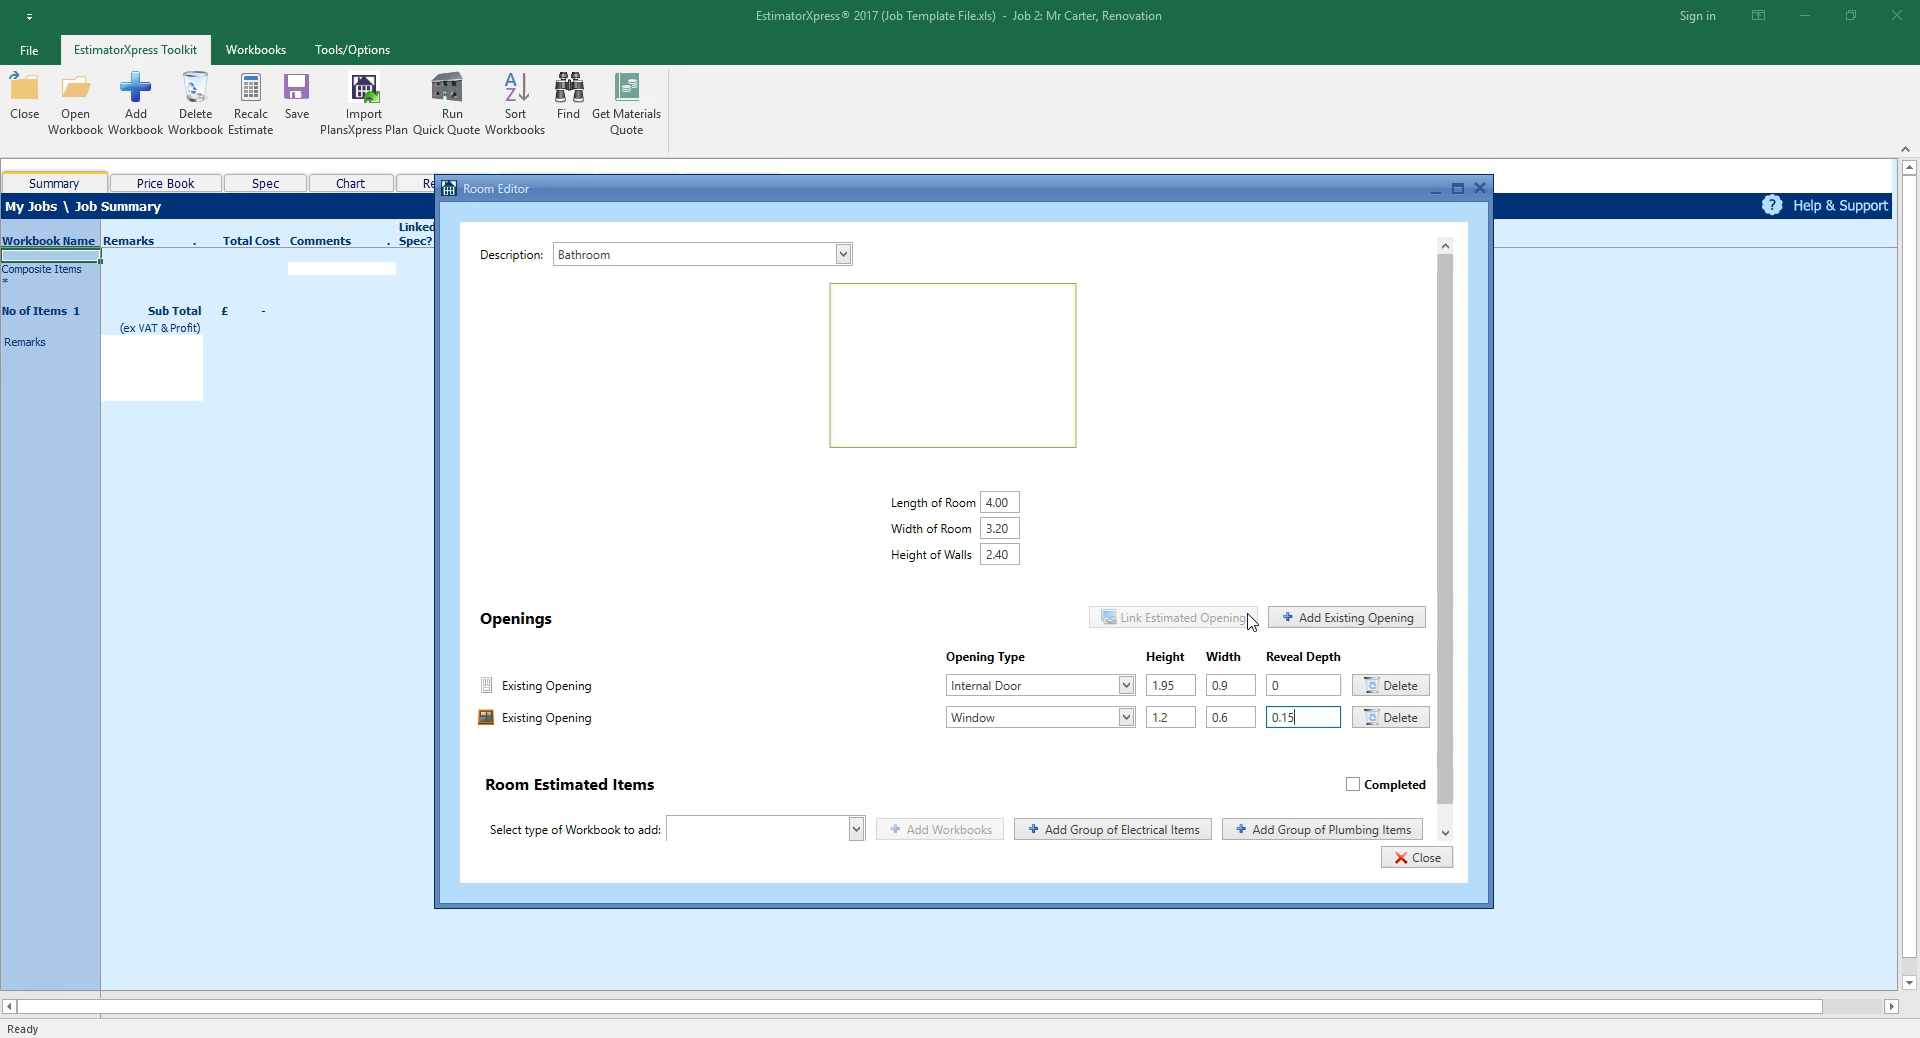 EstimatorXpress® 2017 (Job Template File.xls) - Job 2: Mr Carter, Renovation
Sign in
File
EstimatorXpress Toolkit
Workbooks
Tools/Options
Close
Open Workbook
Add Workbook
Delete Workbook
Recalc Estimate
Save
Import PlansXpress Plan
Run Quick Quote
Sort Workbooks
Find
Get Materials Quote
Summary
Price Book
Spec
Chart
Re
Room Editor
My Jobs \ Job Summary
? Help & Support
Linked Spec?
Workbook Name
Remarks .
Total Cost
Comments .
Composite Items
*
No of Items 1
Sub Total £ -
(ex VAT & Profit)
Remarks
Description: Bathroom
Length of Room 4.00
Width of Room 3.20
Height of Walls 2.40
Openings
Link Estimated Opening
Add Existing Opening
Opening Type Height Width Reveal Depth
Existing Opening Internal Door 1.95 0.9 0 Delete
Existing Opening Window 1.2 0.6 0.15 Delete
Room Estimated Items
Completed
Select type of Workbook to add:
Add Workbooks
Add Group of Electrical Items
Add Group of Plumbing Items
Close
Ready